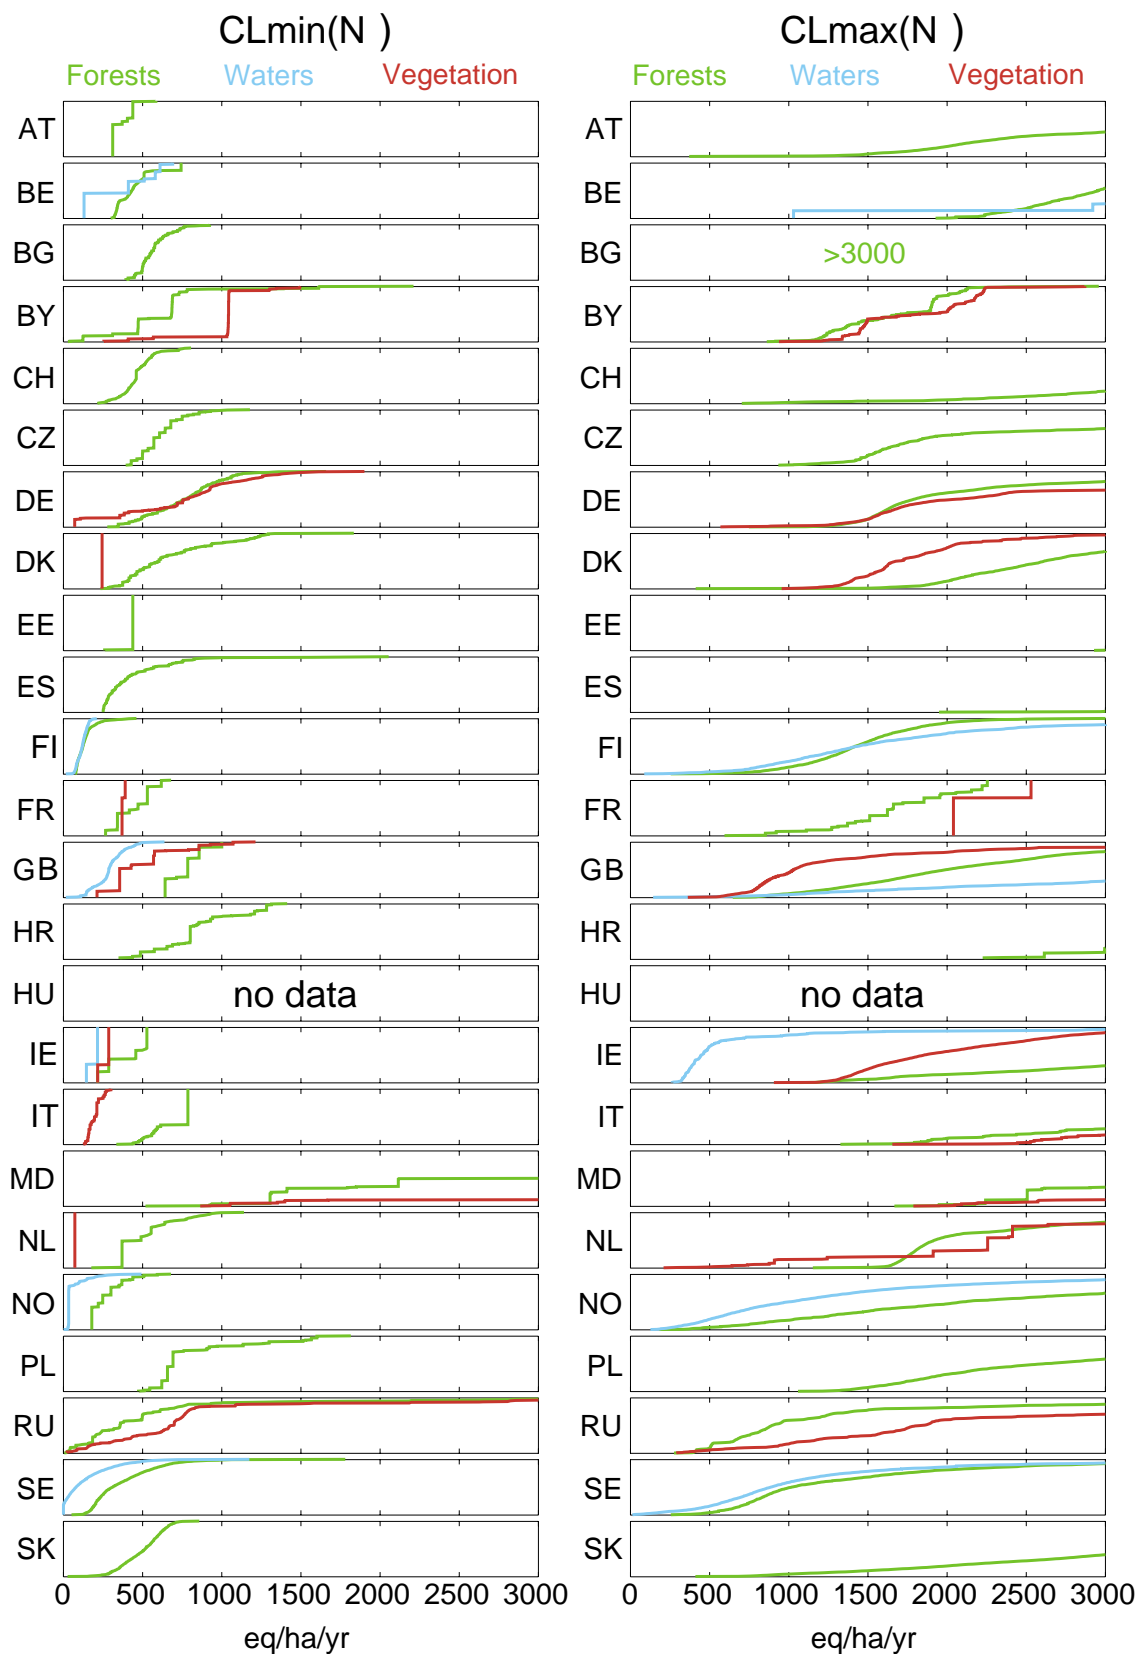 CLmin(N ) CLmax(N )
Forests Waters Vegetation Forests Waters Vegetation
AT AT
BE BE
BG BG >3000
BY BY
CH CH
CZ CZ
DE DE
DK DK
EE EE
ES ES
FI FI
FR FR
GB GB
HR HR
HU no data HU no data
IE IE
IT IT
MD MD
NL NL
NO NO
PL PL
RU RU
SE SE
SK SK
0 500 1000 1500 2000 2500 3000 0 500 1000 1500 2000 2500 3000
eq/ha/yr eq/ha/yr